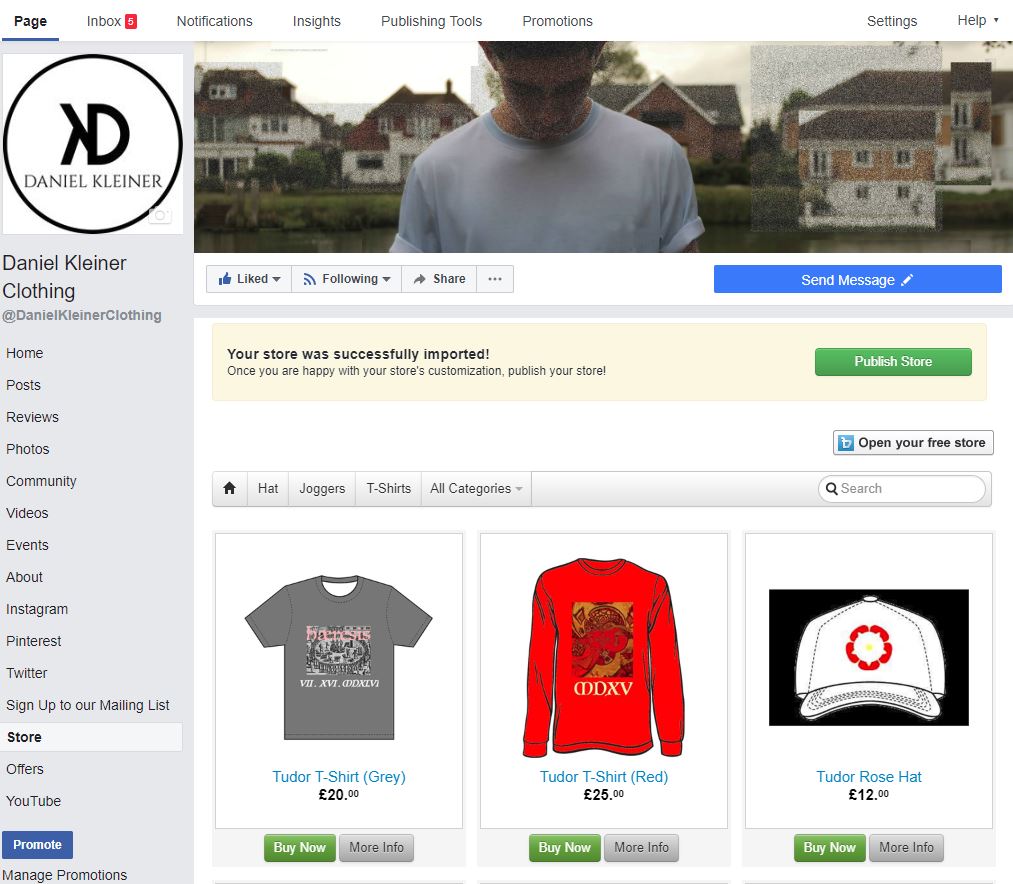 Page
Inbox 5
Notifications
Insights
Publishing Tools
Promotions
Settings
Help
KD
DANIEL KLEINER
Daniel Kleiner
Clothing
@DanielKleinerClothing
Home
Posts
Reviews
Photos
Community
Videos
Events
About
Instagram
Pinterest
Twitter
Sign Up to our Mailing List
Store
Offers
YouTube
Promote
Manage Promotions
Liked
Following
Share
Send Message
Your store was successfully imported!
Once you are happy with your store's customization, publish your store!
Publish Store
Open your free store
Hat
Joggers
T-Shirts
All Categories
Search
VII . XVI . MDXLVI
Tudor T-Shirt (Grey)
£20.00
Buy Now
More Info
MDXV
Tudor T-Shirt (Red)
£25.00
Buy Now
More Info
Tudor Rose Hat
£12.00
Buy Now
More Info